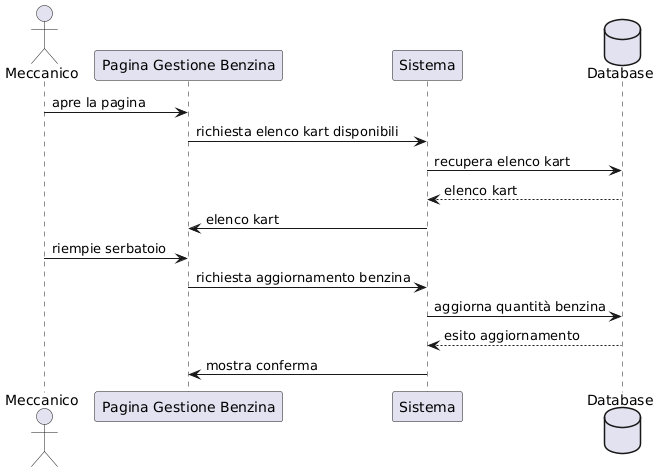 Meccanico
Pagina Gestione Benzina
Sistema
Database
apre la pagina
richiesta elenco kart disponibili
recupera elenco kart
elenco kart
elenco kart
riempie serbatoio
richiesta aggiornamento benzina
aggiorna quantità benzina
esito aggiornamento
mostra conferma
Meccanico
Pagina Gestione Benzina
Sistema
Database